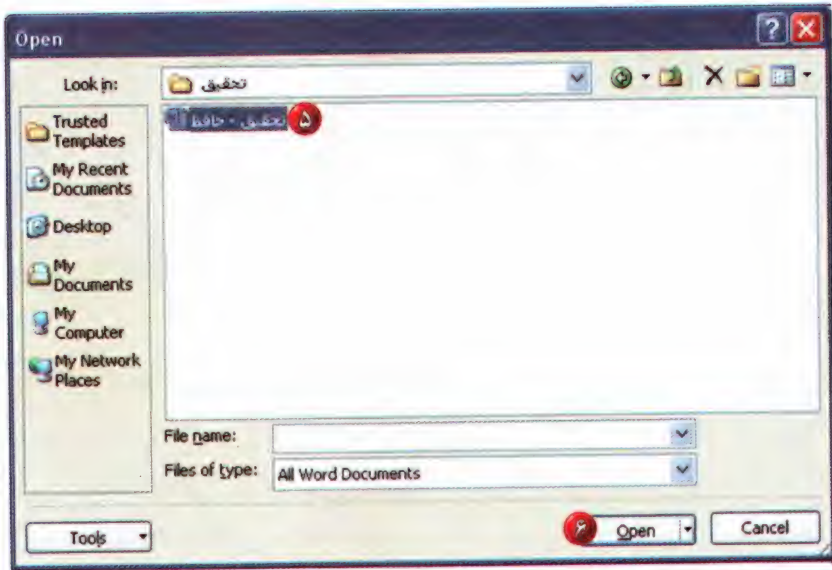 Open
Look in:
تحقیق
Trusted
Templates
My Recent
Documents
Desktop
My
Documents
My
Computer
My Network
Places
تحقیق - حافظ
۵
File name:
Files of type:
All Word Documents
Tools
۶
Open
Cancel